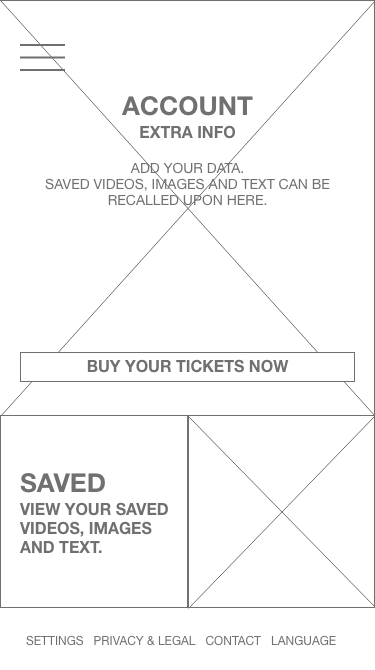 ACCOUNT
EXTRA INFO
ADD YOUR DATA.
SAVED VIDEOS, IMAGES AND TEXT CAN BE
RECALLED UPON HERE.
BUY YOUR TICKETS NOW
SAVED
VIEW YOUR SAVED
VIDEOS, IMAGES
AND TEXT.
SETTINGS PRIVACY & LEGAL CONTACT LANGUAGE